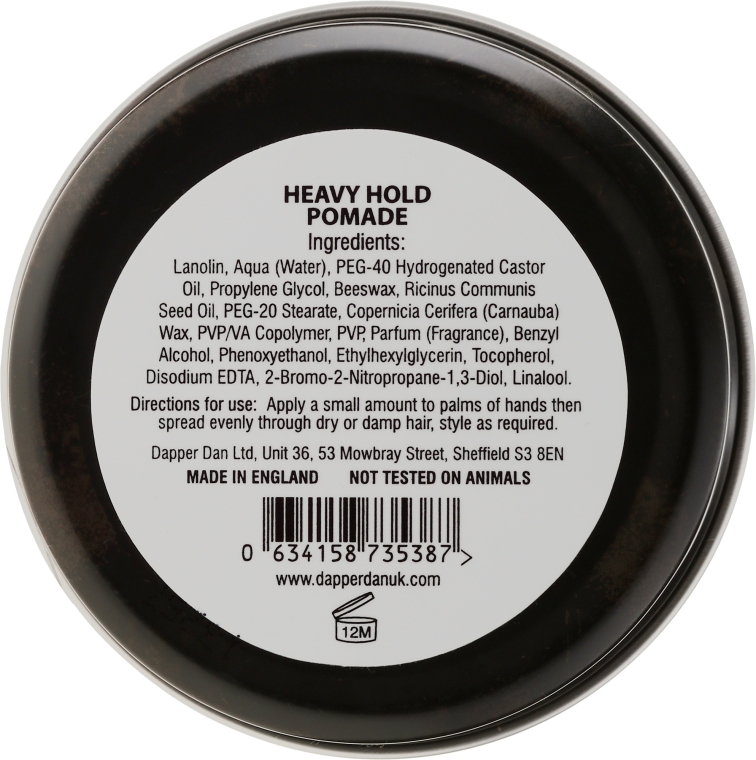 HEAVY HOLD
POMADE
Ingredients:
Lanolin, Aqua (Water), PEG-40 Hydrogenated Castor
Oil, Propylene Glycol, Beeswax, Ricinus Communis
Seed Oil, PEG-20 Stearate, Copernicia Cerifera (Carnauba)
Wax, PVP/VA Copolymer, PVP, Parfum (Fragrance), Benzyl
Alcohol, Phenoxyethanol, Ethylhexylglycerin, Tocopherol,
Disodium EDTA, 2-Bromo-2-Nitropropane-1,3-Diol, Linalool.
Directions for use: Apply a small amount to palms of hands then
spread evenly through dry or damp hair, style as required.
Dapper Dan Ltd, Unit 36, 53 Mowbray Street, Sheffield S3 8EN
MADE IN ENGLAND NOT TESTED ON ANIMALS
0 634158 735387 >
www.dapperdanuk.com
12M